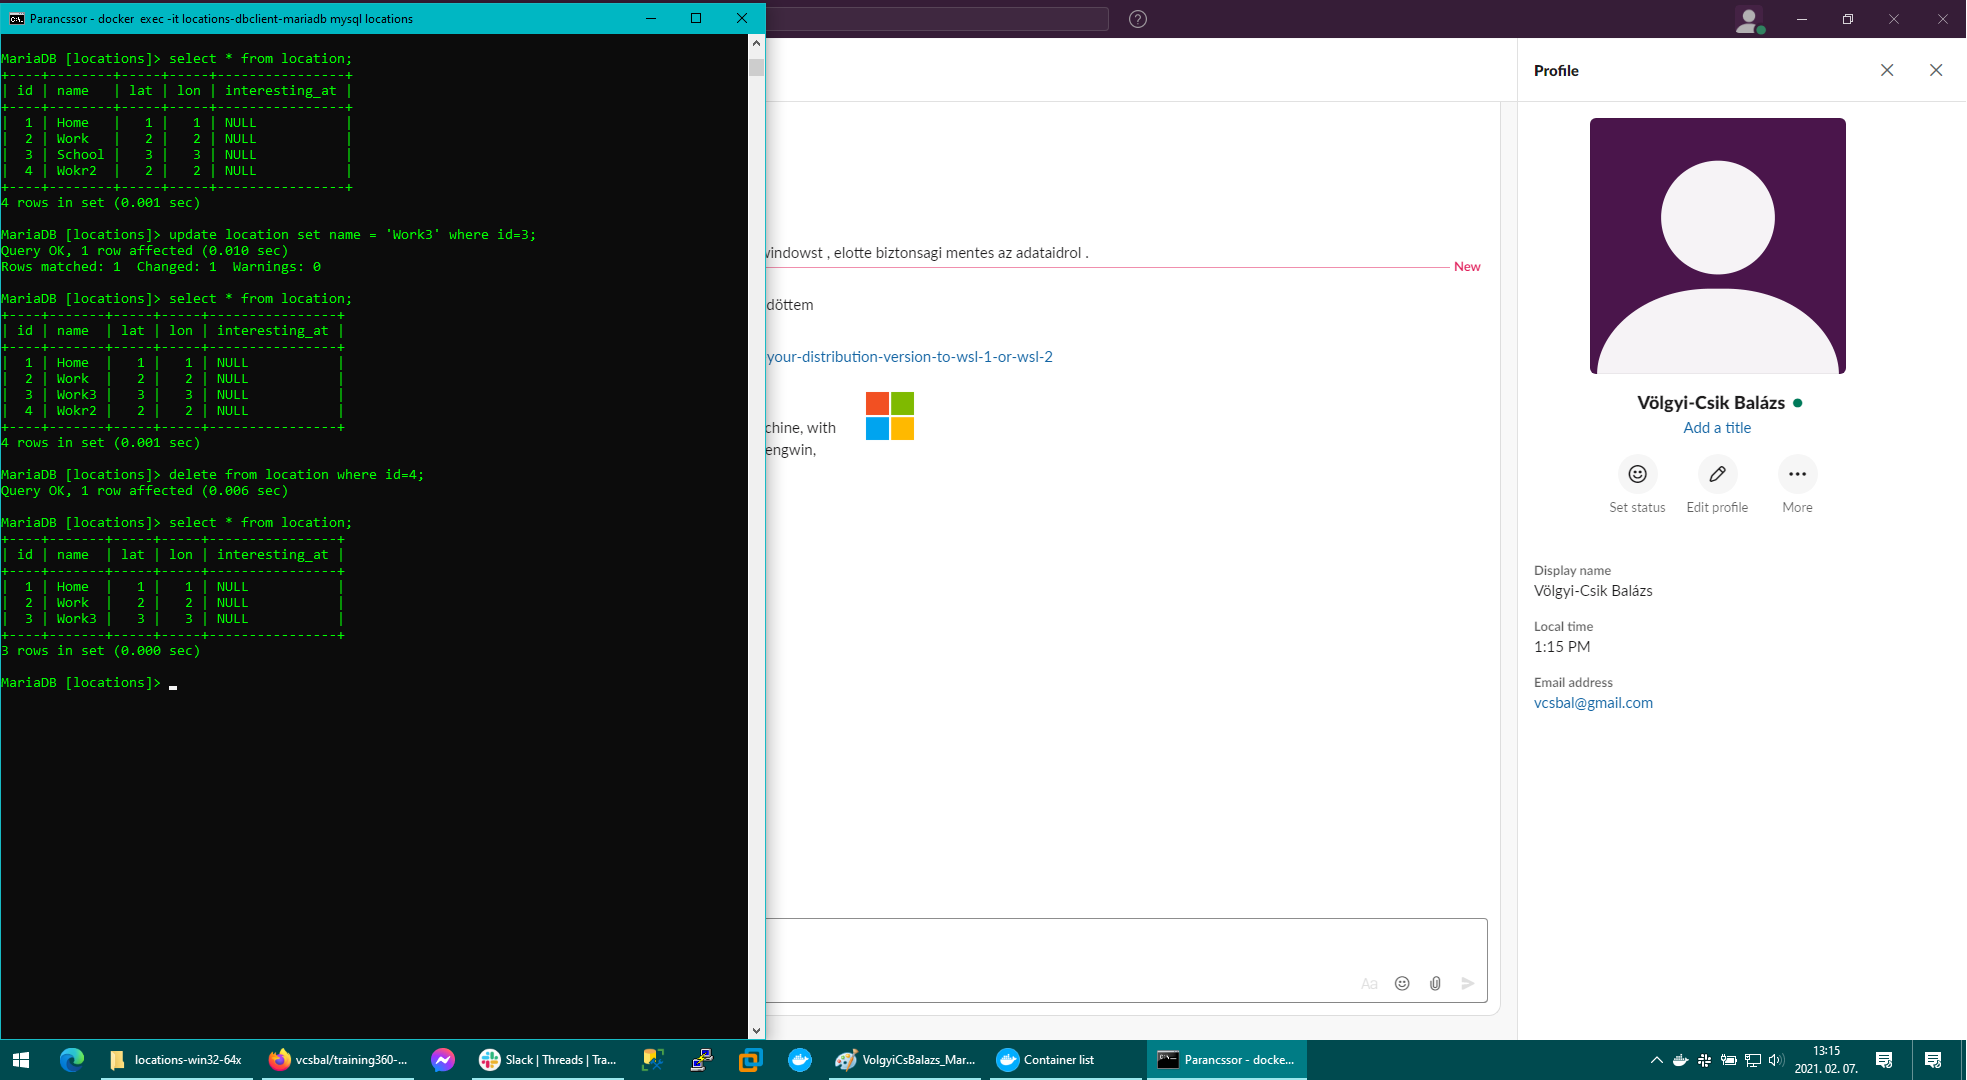 Parancssor - docker  exec -it locations-dbclient-mariadb mysql locations
MariaDB [locations]> select * from location;
+----+--------+-----+-----+----------------+
| id | name   | lat | lon | interesting_at |
+----+--------+-----+-----+----------------+
|  1 | Home   |   1 |   1 | NULL           |
|  2 | Work   |   2 |   2 | NULL           |
|  3 | School |   3 |   3 | NULL           |
|  4 | Wokr2  |   2 |   2 | NULL           |
+----+--------+-----+-----+----------------+
4 rows in set (0.001 sec)
MariaDB [locations]> update location set name = 'Work3' where id=3;
Query OK, 1 row affected (0.010 sec)
Rows matched: 1  Changed: 1  Warnings: 0
MariaDB [locations]> select * from location;
+----+-------+-----+-----+----------------+
| id | name  | lat | lon | interesting_at |
+----+-------+-----+-----+----------------+
|  1 | Home  |   1 |   1 | NULL           |
|  2 | Work  |   2 |   2 | NULL           |
|  3 | Work3 |   3 |   3 | NULL           |
|  4 | Wokr2 |   2 |   2 | NULL           |
+----+-------+-----+-----+----------------+
4 rows in set (0.001 sec)
MariaDB [locations]> delete from location where id=4;
Query OK, 1 row affected (0.006 sec)
MariaDB [locations]> select * from location;
+----+-------+-----+-----+----------------+
| id | name  | lat | lon | interesting_at |
+----+-------+-----+-----+----------------+
|  1 | Home  |   1 |   1 | NULL           |
|  2 | Work  |   2 |   2 | NULL           |
|  3 | Work3 |   3 |   3 | NULL           |
+----+-------+-----+-----+----------------+
3 rows in set (0.000 sec)
MariaDB [locations]> _
windowst , elotte biztonsagi mentes az adataidrol .
New
döttem
your-distribution-version-to-wsl-1-or-wsl-2
chine, with
engwin,
Aa
Profile
Völgyi-Csik Balázs
Add a title
Set status
Edit profile
More
Display name
Völgyi-Csik Balázs
Local time
1:15 PM
Email address
vcsbal@gmail.com
locations-win32-64x
vcsbal/training360-...
Slack | Threads | Tra...
VolgyiCsBalazs_Mar...
Container list
Parancssor - docke...
13:15
2021. 02. 07.